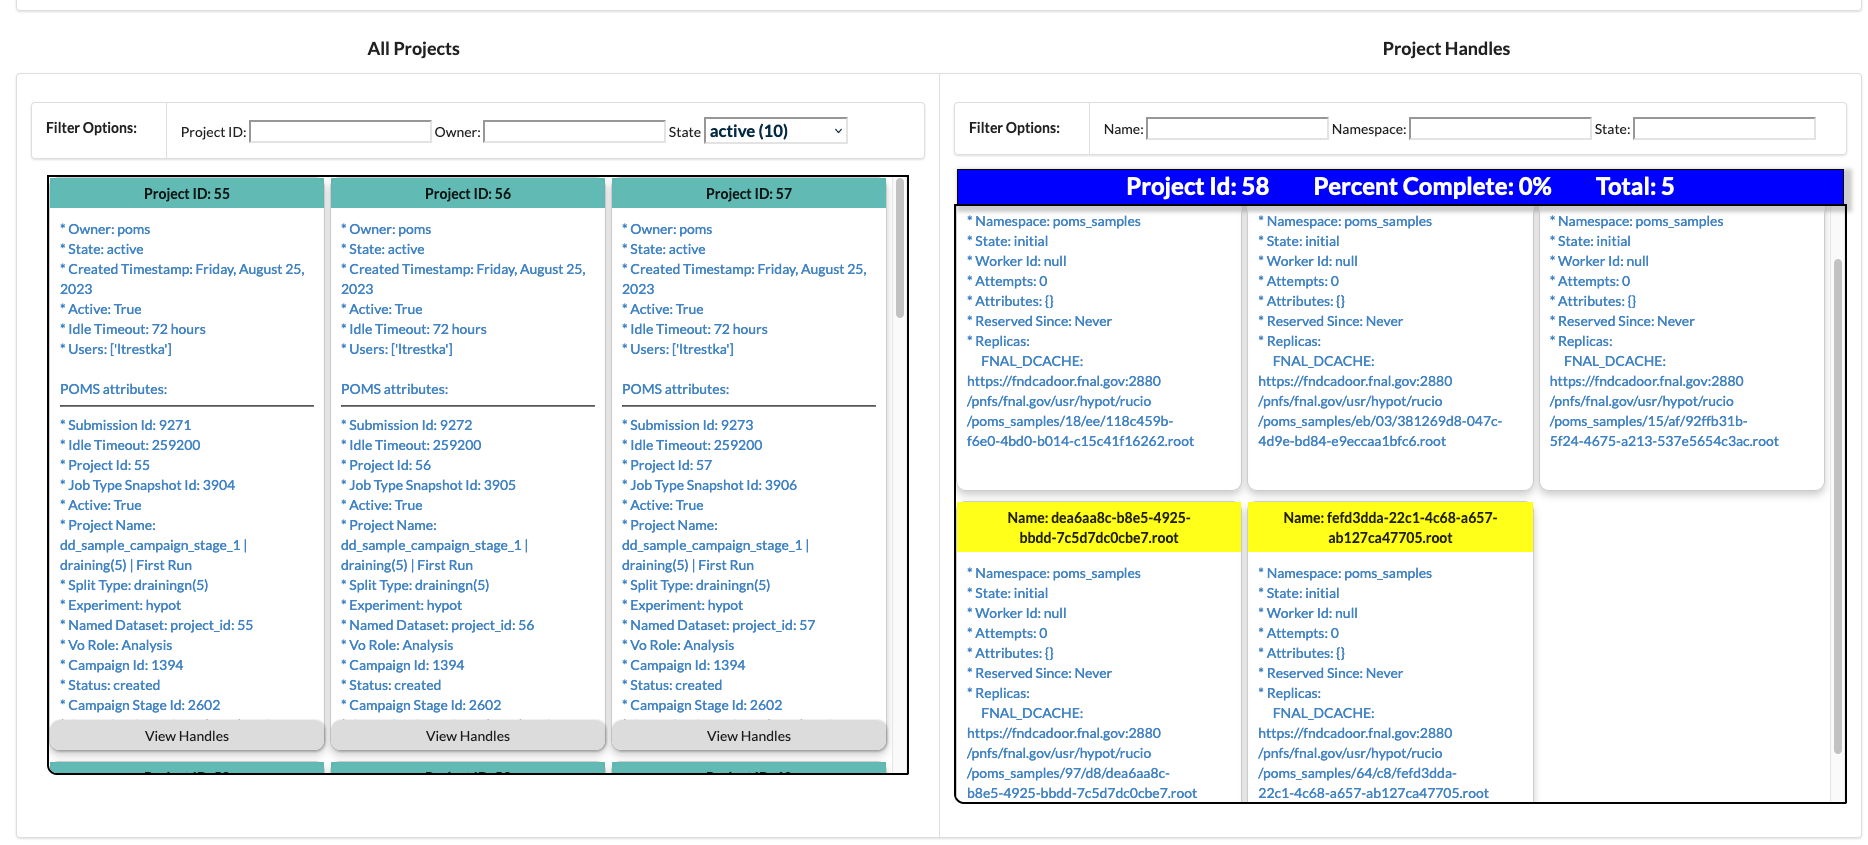 All Projects
Project Handles
Filter Options:
Project ID:
Owner:
State
active (10)
Filter Options:
Name:
Namespace:
State:
Project ID: 55
* Owner: poms
* State: active
* Created Timestamp: Friday, August 25,
2023
* Active: True
* Idle Timeout: 72 hours
* Users: ['ltrestka']
POMS attributes:
* Submission Id: 9271
* Idle Timeout: 259200
* Project Id: 55
* Job Type Snapshot Id: 3904
* Active: True
* Project Name:
dd_sample_campaign_stage_1 |
draining(5) | First Run
* Split Type: drainingn(5)
* Experiment: hypot
* Named Dataset: project_id: 55
* Vo Role: Analysis
* Campaign Id: 1394
* Status: created
* Campaign Stage Id: 2602
View Handles
Project ID: 56
* Owner: poms
* State: active
* Created Timestamp: Friday, August 25,
2023
* Active: True
* Idle Timeout: 72 hours
* Users: ['ltrestka']
POMS attributes:
* Submission Id: 9272
* Idle Timeout: 259200
* Project Id: 56
* Job Type Snapshot Id: 3905
* Active: True
* Project Name:
dd_sample_campaign_stage_1 |
draining(5) | First Run
* Split Type: drainingn(5)
* Experiment: hypot
* Named Dataset: project_id: 56
* Vo Role: Analysis
* Campaign Id: 1394
* Status: created
* Campaign Stage Id: 2602
View Handles
Project ID: 57
* Owner: poms
* State: active
* Created Timestamp: Friday, August 25,
2023
* Active: True
* Idle Timeout: 72 hours
* Users: ['ltrestka']
POMS attributes:
* Submission Id: 9273
* Idle Timeout: 259200
* Project Id: 57
* Job Type Snapshot Id: 3906
* Active: True
* Project Name:
dd_sample_campaign_stage_1 |
draining(5) | First Run
* Split Type: drainingn(5)
* Experiment: hypot
* Named Dataset: project_id: 57
* Vo Role: Analysis
* Campaign Id: 1394
* Status: created
* Campaign Stage Id: 2602
View Handles
Project Id: 58 Percent Complete: 0% Total: 5
* Namespace: poms_samples
* State: initial
* Worker Id: null
* Attempts: 0
* Attributes: {}
* Reserved Since: Never
* Replicas:
FNAL_DCACHE:
https://fndcadoor.fnal.gov:2880
/pnfs/fnal.gov/usr/hypot/rucio
/poms_samples/18/ee/118c459b-
f6e0-4bd0-b014-c15c41f16262.root
* Namespace: poms_samples
* State: initial
* Worker Id: null
* Attempts: 0
* Attributes: {}
* Reserved Since: Never
* Replicas:
FNAL_DCACHE:
https://fndcadoor.fnal.gov:2880
/pnfs/fnal.gov/usr/hypot/rucio
/poms_samples/eb/03/381269d8-047c-
4d9e-bd84-e9eccaa1bfc6.root
* Namespace: poms_samples
* State: initial
* Worker Id: null
* Attempts: 0
* Attributes: {}
* Reserved Since: Never
* Replicas:
FNAL_DCACHE:
https://fndcadoor.fnal.gov:2880
/pnfs/fnal.gov/usr/hypot/rucio
/poms_samples/15/af/92ffb31b-
5f24-4675-a213-537e5654c3ac.root
Name: dea6aa8c-b8e5-4925-
bbdd-7c5d7dc0cbe7.root
* Namespace: poms_samples
* State: initial
* Worker Id: null
* Attempts: 0
* Attributes: {}
* Reserved Since: Never
* Replicas:
FNAL_DCACHE:
https://fndcadoor.fnal.gov:2880
/pnfs/fnal.gov/usr/hypot/rucio
/poms_samples/97/d8/dea6aa8c-
b8e5-4925-bbdd-7c5d7dc0cbe7.root
Name: fefd3dda-22c1-4c68-a657-
ab127ca47705.root
* Namespace: poms_samples
* State: initial
* Worker Id: null
* Attempts: 0
* Attributes: {}
* Reserved Since: Never
* Replicas:
FNAL_DCACHE:
https://fndcadoor.fnal.gov:2880
/pnfs/fnal.gov/usr/hypot/rucio
/poms_samples/64/c8/fefd3dda-
22c1-4c68-a657-ab127ca47705.root